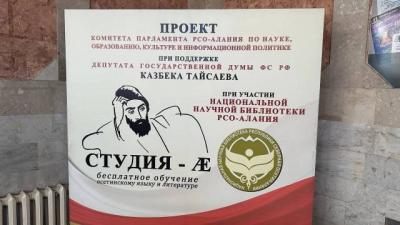 ПРОЕКТ
КОМИТЕТА ПАРЛАМЕНТА РСО-АЛАНИЯ ПО НАУКЕ,
ОБРАЗОВАНИЮ, КУЛЬТУРЕ И ИНФОРМАЦИОННОЙ ПОЛИТИКЕ
ПРИ ПОДДЕРЖКЕ
ДЕПУТАТА ГОСУДАРСТВЕННОЙ ДУМЫ ФС РФ
КАЗБЕКА ТАЙСАЕВА
ПРИ УЧАСТИИ
НАЦИОНАЛЬНОЙ
НАУЧНОЙ БИБЛИОТЕКИ
РСО-АЛАНИЯ
СТУДИЯ - Æ
бесплатное обучение
осетинскому языку и литературе